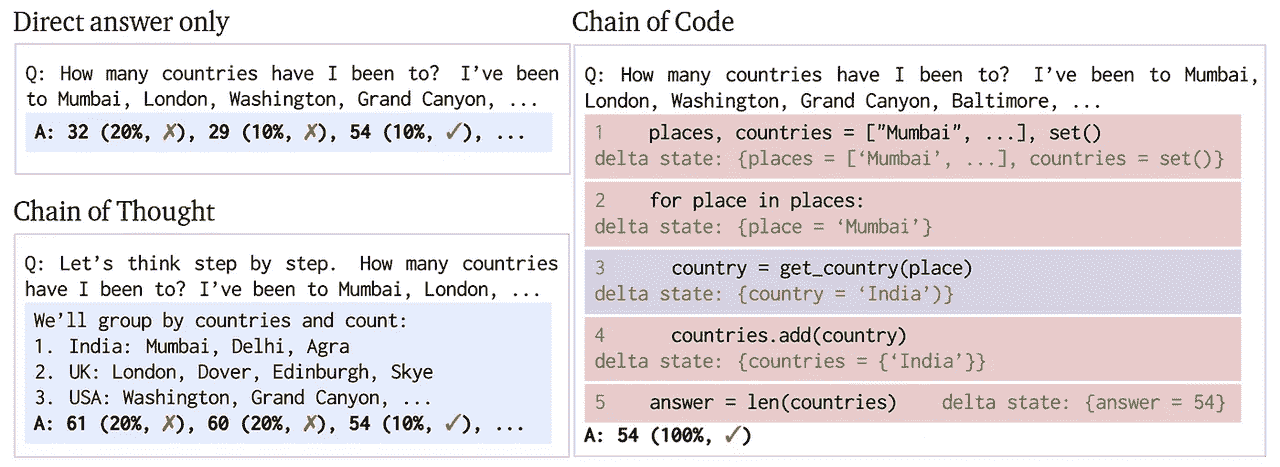 Direct answer only
Q: How many countries have I been to? I've been
to Mumbai, London, Washington, Grand Canyon, ...
A: 32 (20%, ✗), 29 (10%, ✗), 54 (10%, ✓), ...
Chain of Thought
Q: Let's think step by step. How many countries
have I been to? I've been to Mumbai, London, ...
We'll group by countries and count:
1. India: Mumbai, Delhi, Agra
2. UK: London, Dover, Edinburgh, Skye
3. USA: Washington, Grand Canyon, ...
A: 61 (20%, ✗), 60 (20%, ✗), 54 (10%, ✓), ...
Chain of Code
Q: How many countries have I been to? I've been to Mumbai,
London, Washington, Grand Canyon, Baltimore, ...
1 places, countries = ["Mumbai", ...], set()
delta state: {places = ['Mumbai', ...], countries = set()}
2 for place in places:
delta state: {place = 'Mumbai'}
3 country = get_country(place)
delta state: {country = 'India')}
4 countries.add(country)
delta state: {countries = {'India'}}
5 answer = len(countries) delta state: {answer = 54}
A: 54 (100%, ✓)